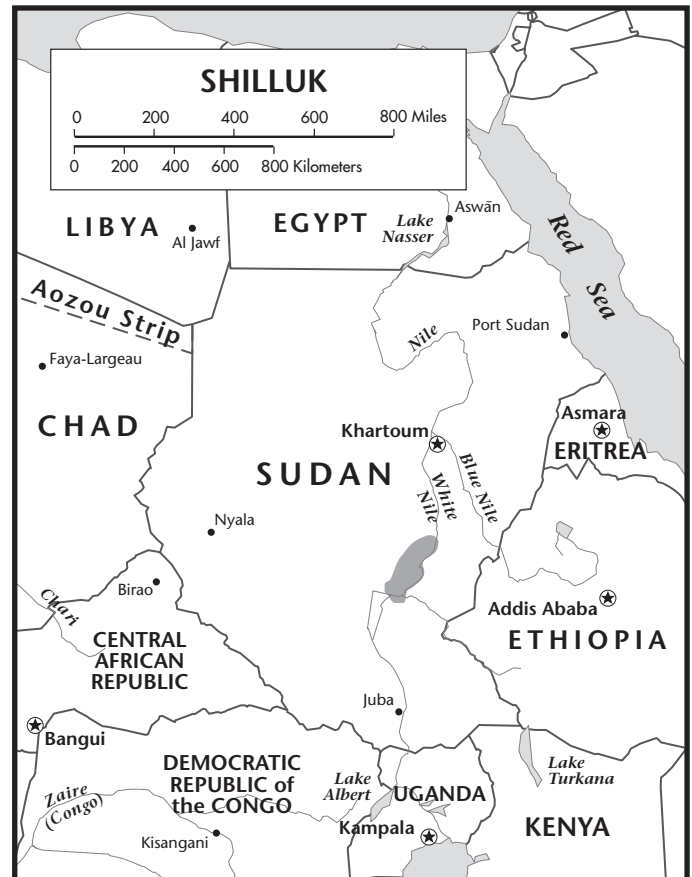 SHILLUK
0 200 400 600 800 Miles
0 200 400 600 800 Kilometers
LIBYA
Al Jawf
EGYPT
Lake
Nasser
Aswān
Red
Sea
Aozou Strip
Faya-Largeau
CHAD
Nile
Port Sudan
Khartoum
Asmara
ERITREA
SUDAN
White
Nile
Blue Nile
Nyala
Birao
Chari
CENTRAL
AFRICAN
REPUBLIC
Addis Ababa
ETHIOPIA
Juba
Bangui
DEMOCRATIC
REPUBLIC of
the CONGO
Zaire
(Congo)
Kisangani
Lake
Albert
UGANDA
Kampala
Lake
Turkana
KENYA